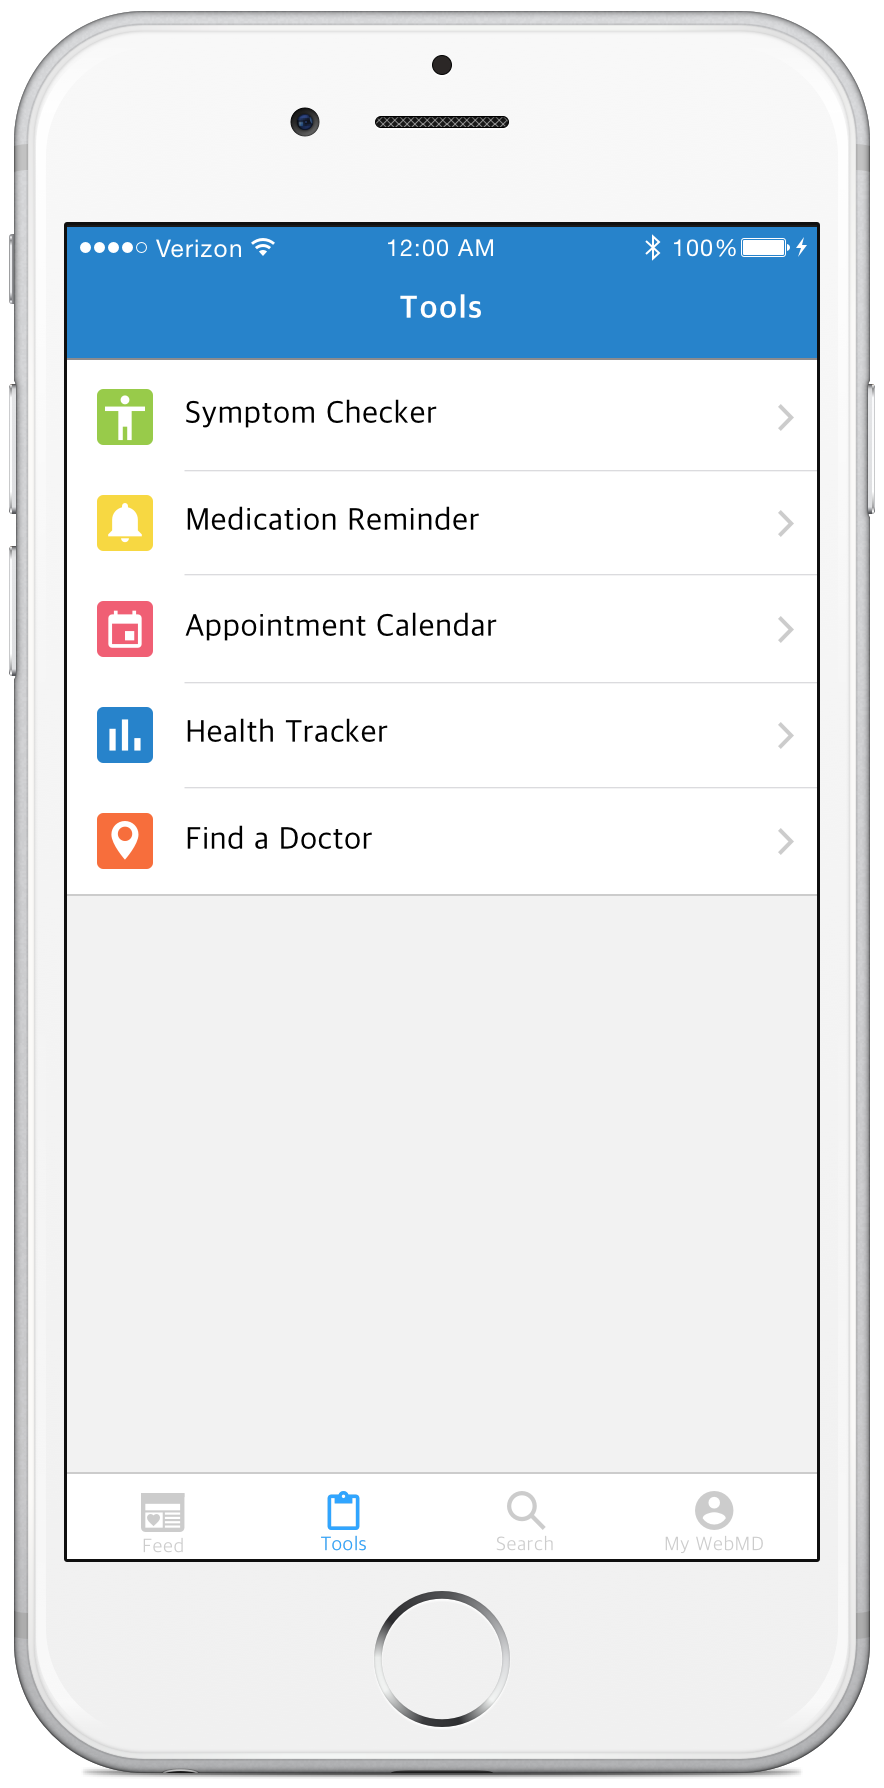 Verizon 12:00 AM 100%
Tools
Symptom Checker
Medication Reminder
Appointment Calendar
Health Tracker
Find a Doctor
Feed Tools Search My WebMD